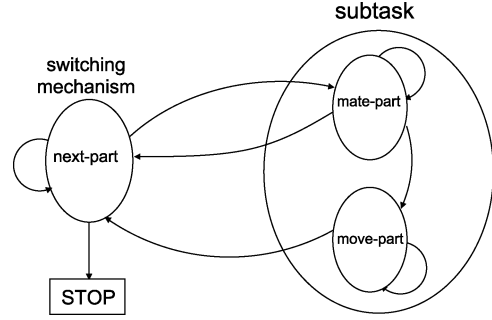 subtask
switching
mechanism
mate-part
next-part
move-part
STOP